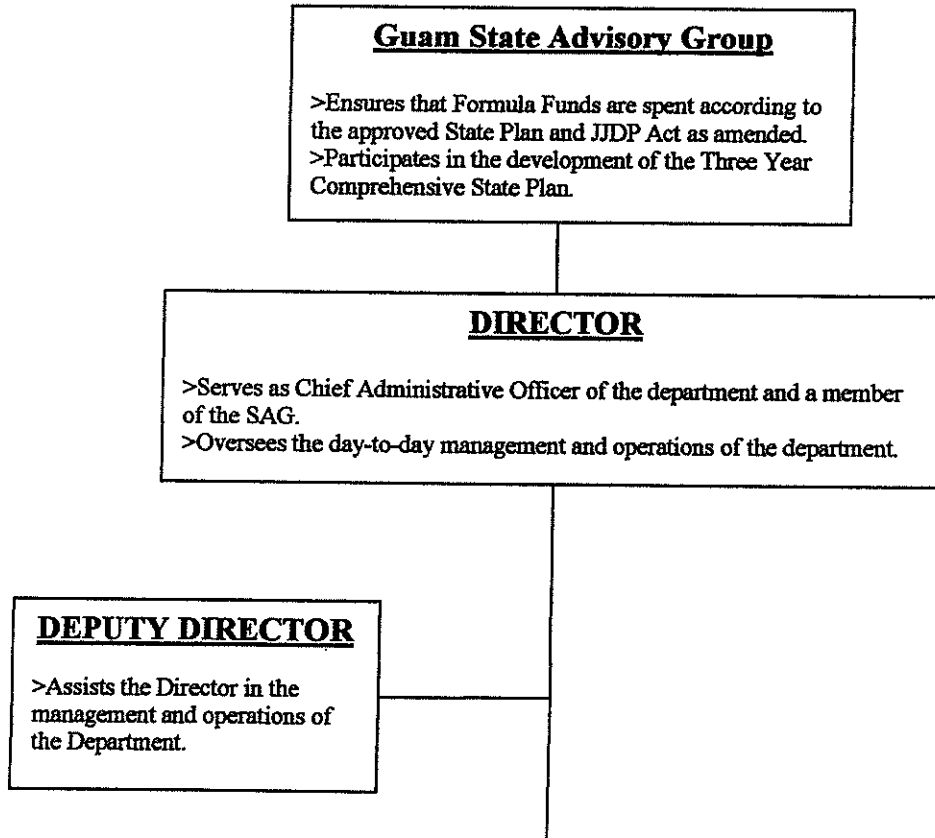 Guam State Advisory Group
>Ensures that Formula Funds are spent according to
the approved State Plan and JJDP Act as amended.
>Participates in the development of the Three Year
Comprehensive State Plan.
DIRECTOR
>Serves as Chief Administrative Officer of the department and a member
of the SAG.
>Oversees the day-to-day management and operations of the department.
DEPUTY DIRECTOR
>Assists the Director in the
management and operations of
the Department.